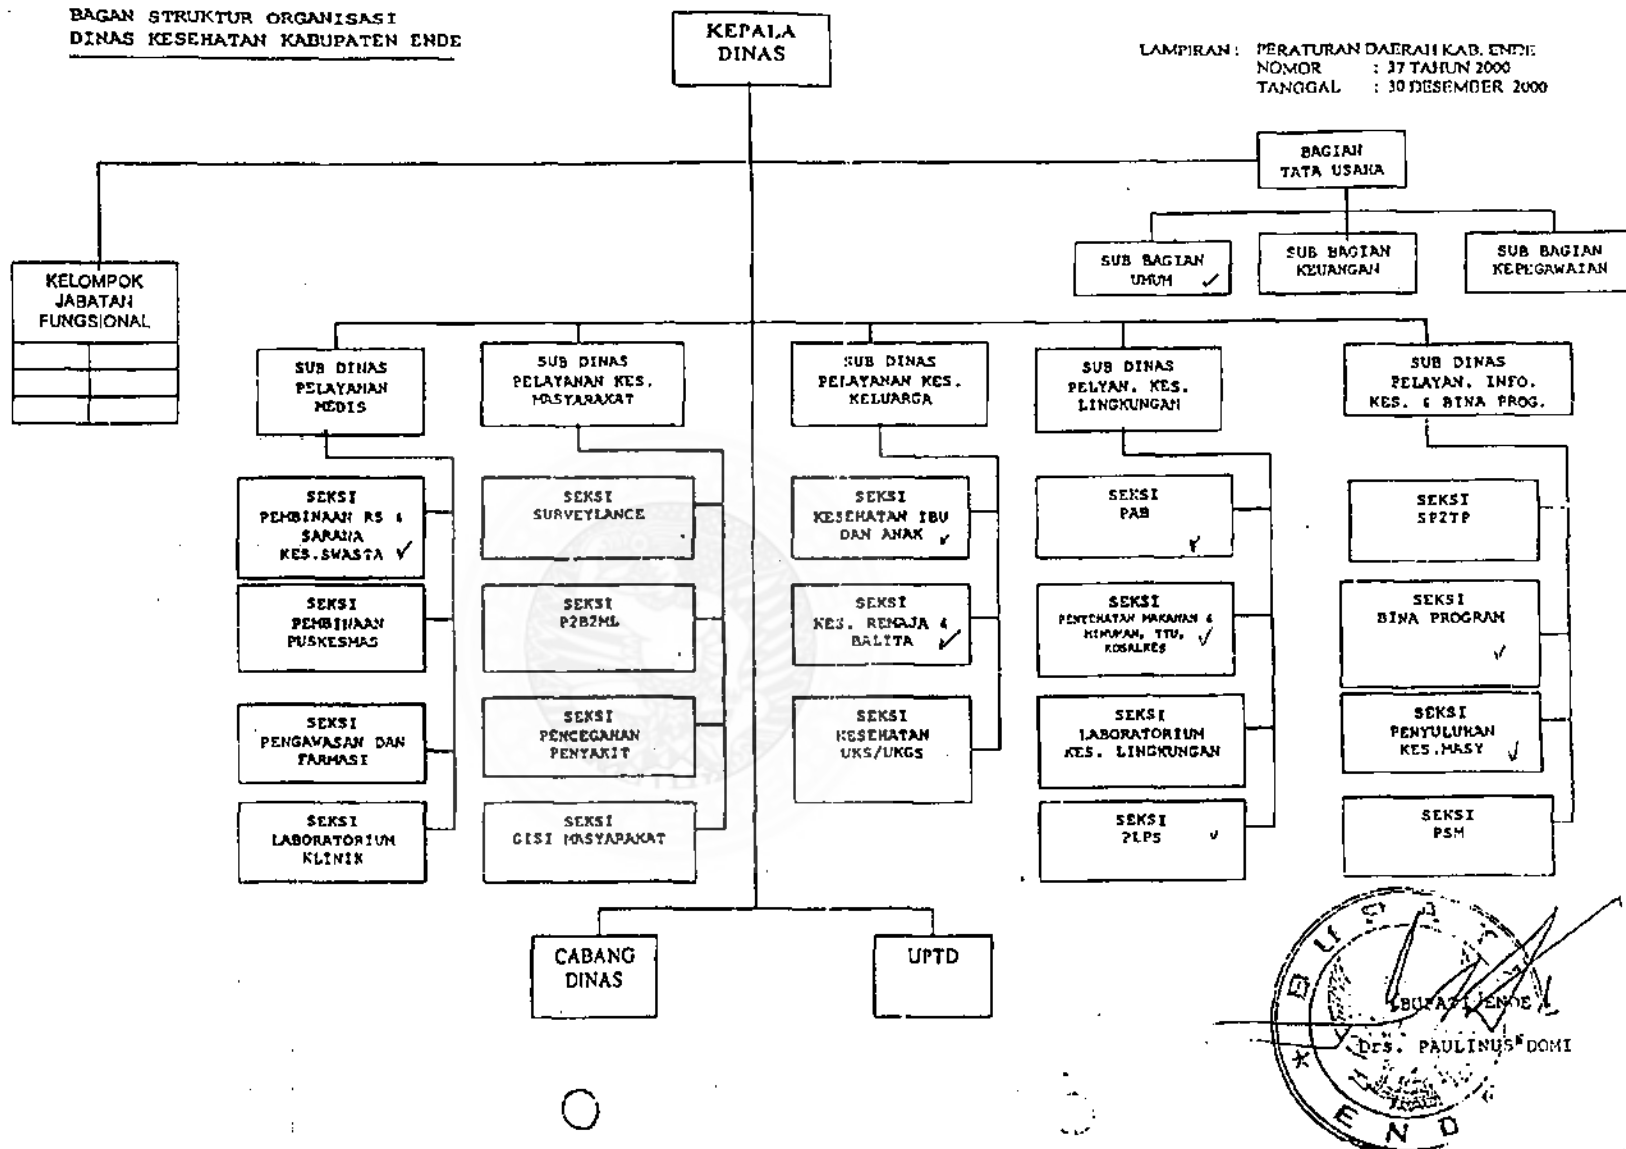 BAGAN STRUKTUR ORGANISASI
DINAS KESEHATAN KABUPATEN ENDE
KEPALA
DINAS
LAMPIRAN : PERATURAN DAERAH KAB. ENDE
NOMOR : 37 TAHUN 2000
TANGGAL : 30 DESEMBER 2000
BAGIAN
TATA USAHA
SUB BAGIAN
UMUM
SUB BAGIAN
KEUANGAN
SUB BAGIAN
KEPEGAWAIAN
KELOMPOK
JABATAN
FUNGSIONAL
SUB DINAS
PELAYANAN
MEDIS
SUB DINAS
PELAYANAN KES.
MASYARAKAT
SUB DINAS
PELAYANAN KES.
KELUARGA
SUB DINAS
PELYAN. KES.
LINGKUNGAN
SUB DINAS
PELAYAN. INFO.
KES. & BINA PROG.
SEKSI
PEMBINAAN RS &
SARANA
KES.SWASTA
SEKSI
PEMBINAAN
PUSKESMAS
SEKSI
PENGAWASAN DAN
FARMASI
SEKSI
LABORATORIUM
KLINIK
SEKSI
SURVEYLANCE
SEKSI
P2B2ML
SEKSI
PENCEGAHAN
PENYAKIT
SEKSI
GISI MASYARAKAT
SEKSI
KESEHATAN IBU
DAN ANAK
SEKSI
KES. REMAJA &
BALITA
SEKSI
KESEHATAN
UKS/UKGS
SEKSI
PAB
SEKSI
PENYEHATAN MAKANAN &
MINUMAN, TTU,
SEKSI
LABORATORIUM
KES. LINGKUNGAN
SEKSI
PLPS
SEKSI
SP2TP
SEKSI
BINA PROGRAM
SEKSI
PENYULUHAN
KES.MASY
SEKSI
PSM
CABANG
DINAS
UPTD
BUPATI ENDE
Drs. PAULINUS DOMI